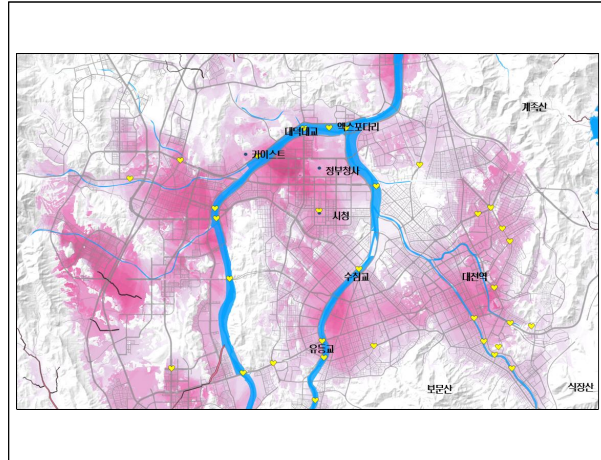 계족산
대덕대교
엑스포다리
카이스트
정부청사
시청
수침교
대전역
유등교
보문산
식장산